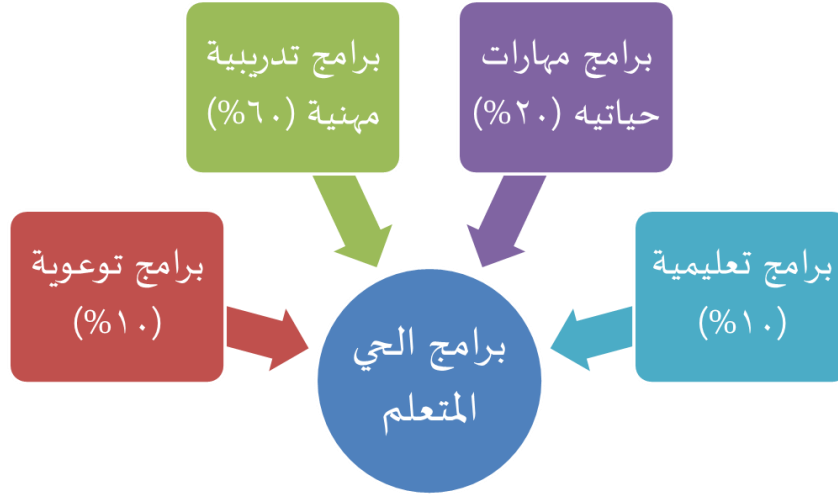 برامج مهارات
حياتيه (٢٠%)
برامج تدريبية
مهنية (٦٠%)
برامج تعليمية
(١٠%)
برامج توعوية
(١٠%)
برامج الحي
المتعلم